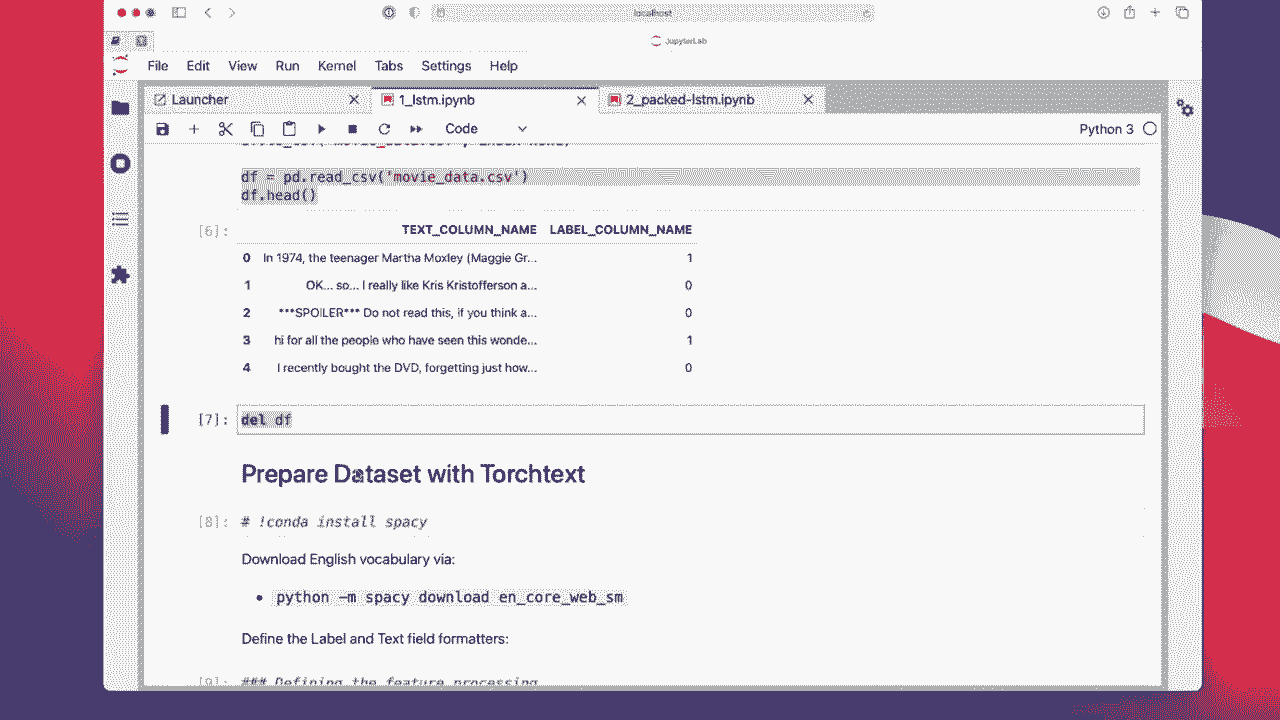 localhost
JupyterLab
File Edit View Run Kernel Tabs Settings Help
Launcher
1_lstm.ipynb
2_packed-lstm.ipynb
Code
Python 3
df = pd.read_csv('movie_data.csv')
df.head()
[6]:
TEXT_COLUMN_NAME LABEL_COLUMN_NAME
0 In 1974, the teenager Martha Moxley (Maggie Gr... 1
1 OK... so... I really like Kris Kristofferson a... 0
2 ***SPOILER*** Do not read this, if you think a... 0
3 hi for all the people who have seen this wonde... 1
4 I recently bought the DVD, forgetting just how... 0
[7]: del df
Prepare Dataset with Torchtext
[8]: # !conda install spacy
Download English vocabulary via:
• python -m spacy download en_core_web_sm
Define the Label and Text field formatters:
[9]: ### Defining the feature processing